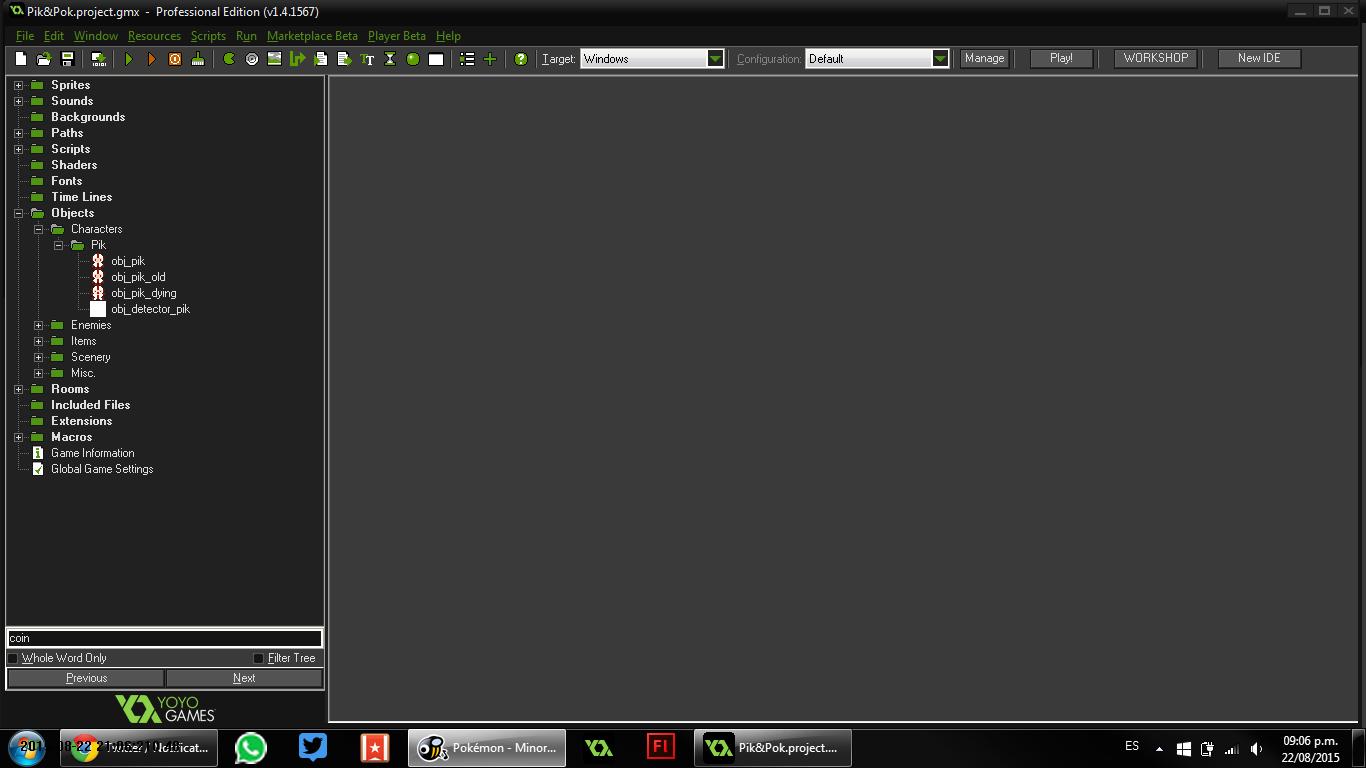 Pik&Pok.project.gmx - Professional Edition (v1.4.1567)
File Edit Window Resources Scripts Run Marketplace Beta Player Beta Help
Target: Windows Configuration: Default Manage Play! WORKSHOP New IDE
Sprites
Sounds
Backgrounds
Paths
Scripts
Shaders
Fonts
Time Lines
Objects
Characters
Pik
obj_pik
obj_pik_old
obj_pik_dying
obj_detector_pik
Enemies
Items
Scenery
Misc.
Rooms
Included Files
Extensions
Macros
Game Information
Global Game Settings
coin
Whole Word Only Filter Tree
Previous Next
YOYO
GAMES
Pokémon - Minor...
Fl
Pik&Pok.project....
ES
09:06 p.m.
22/08/2015